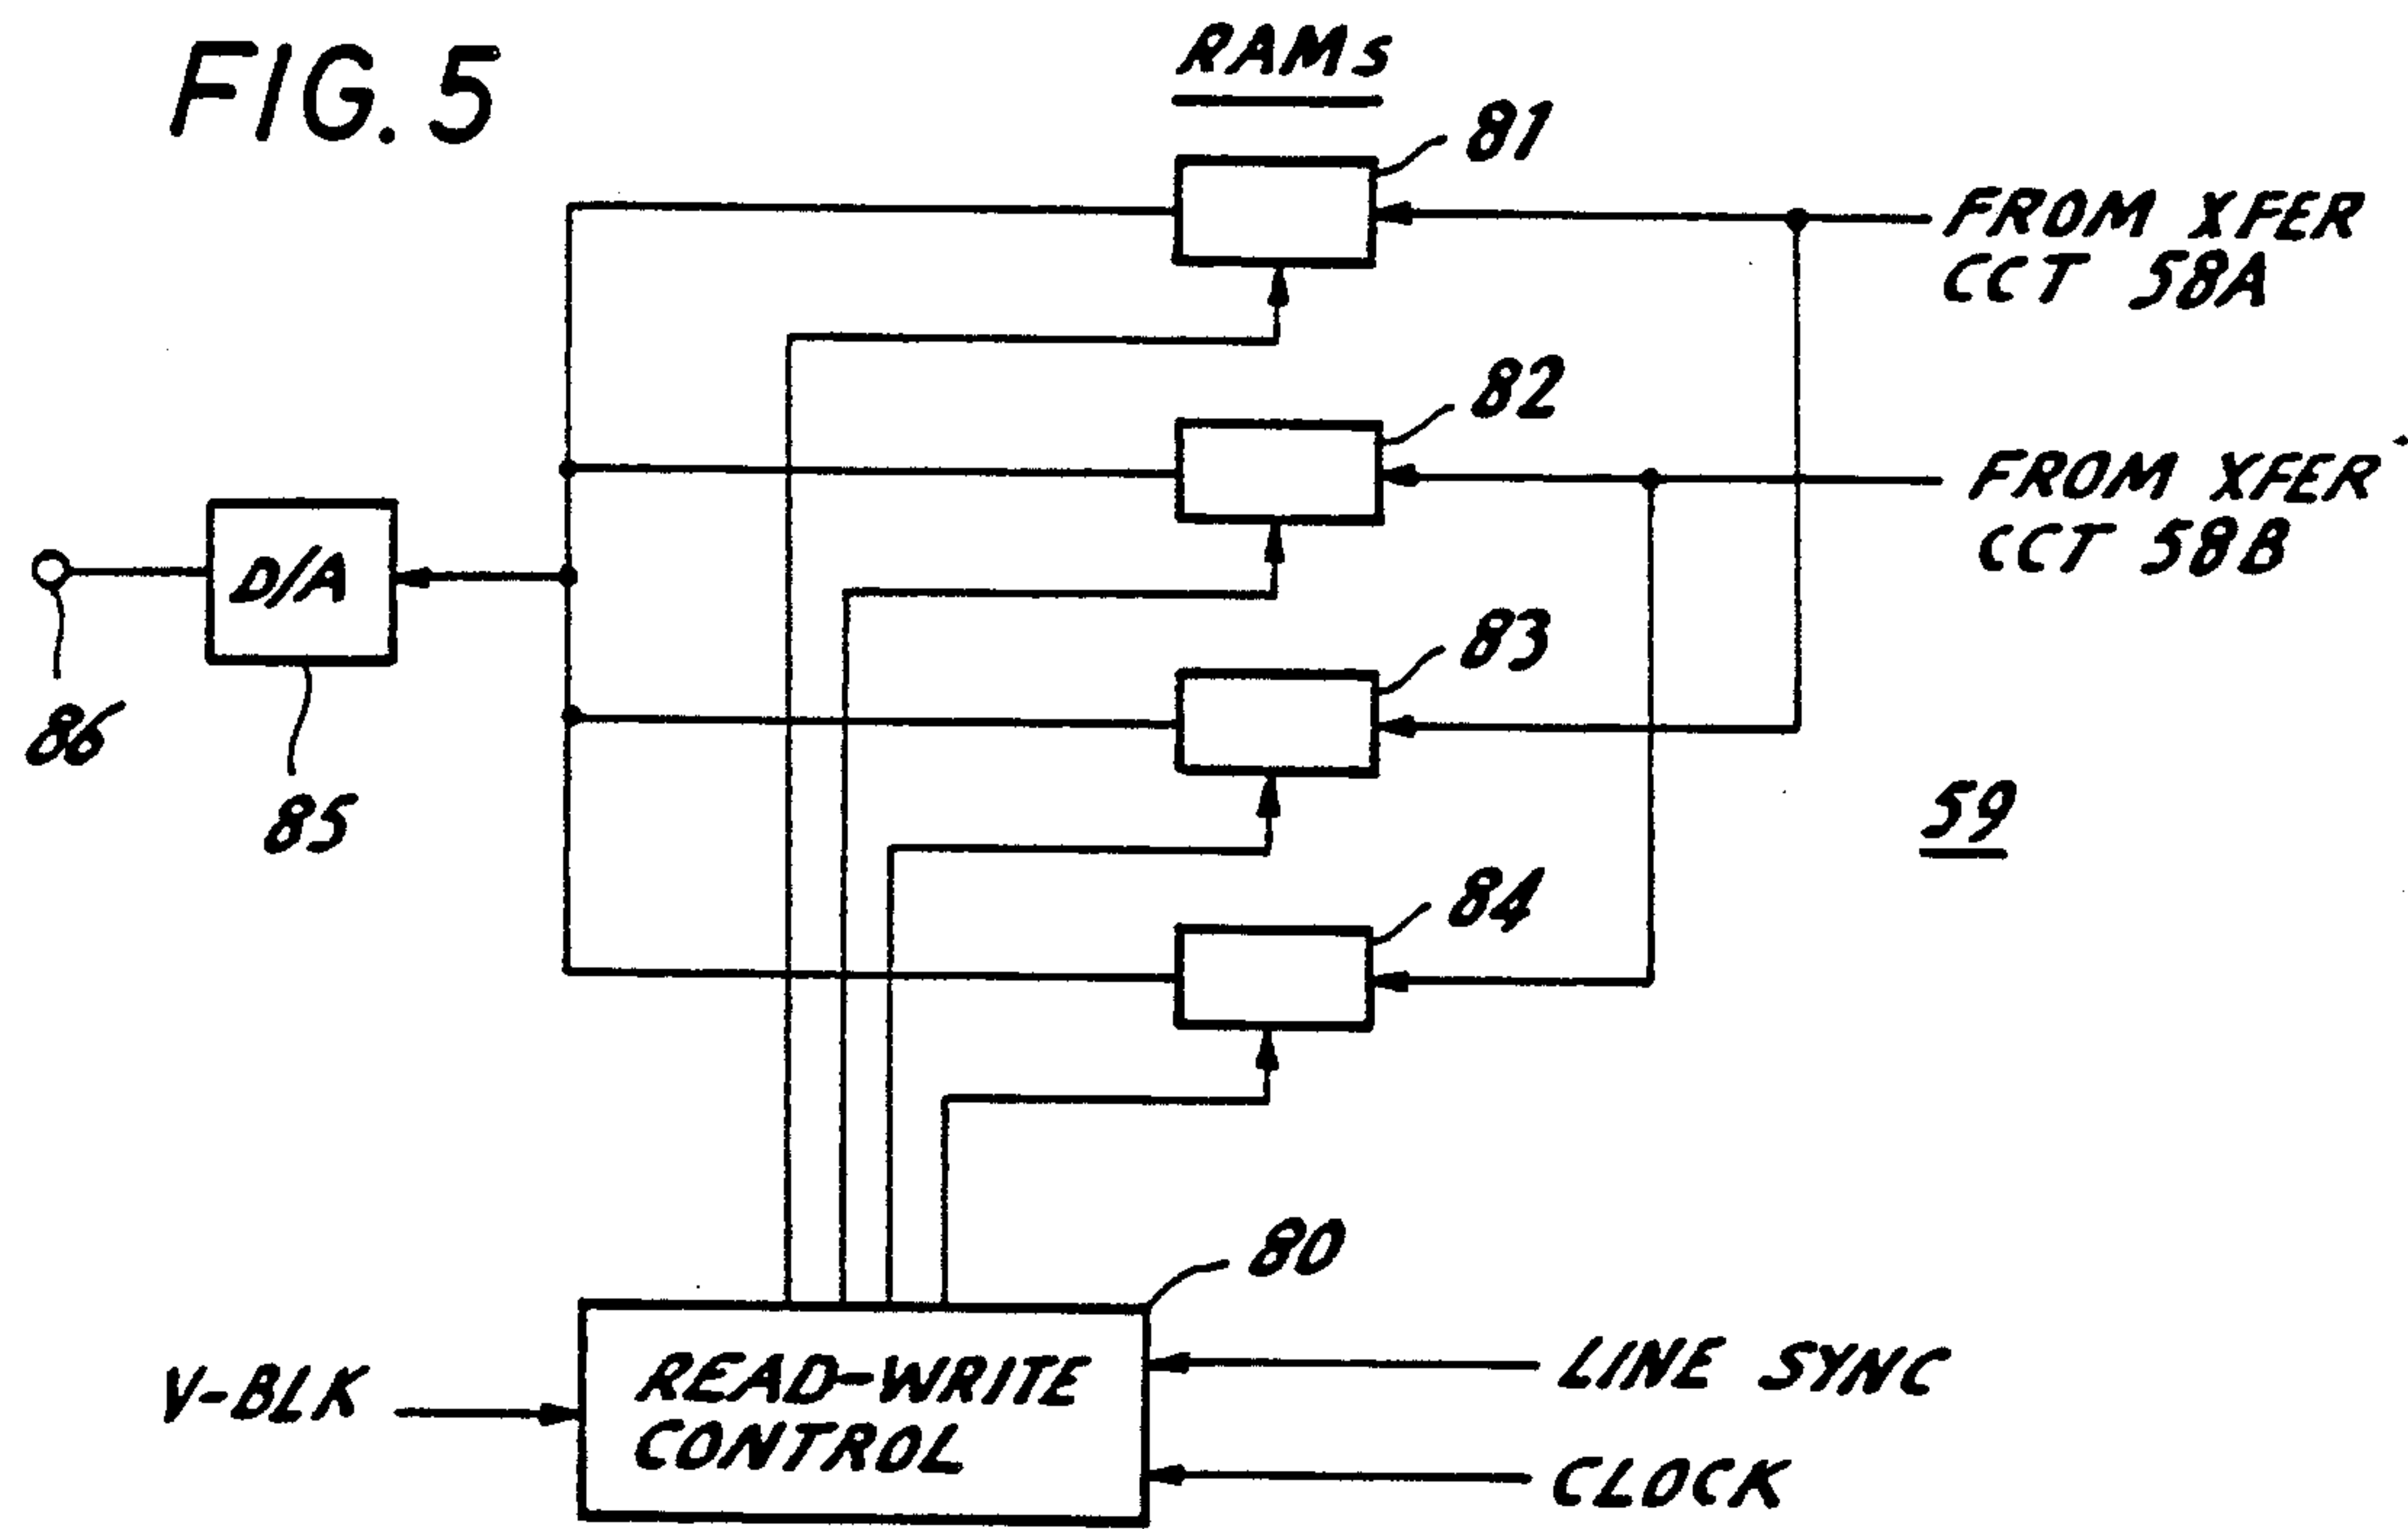 FIG. 5
RAMS
81
FROM XFER
CCT 58A
82
FROM XFER
CCT 58B
D/A
83
86
85
59
84
80
V-BLK
READ-WRITE
CONTROL
LINE SYNC
CLOCK